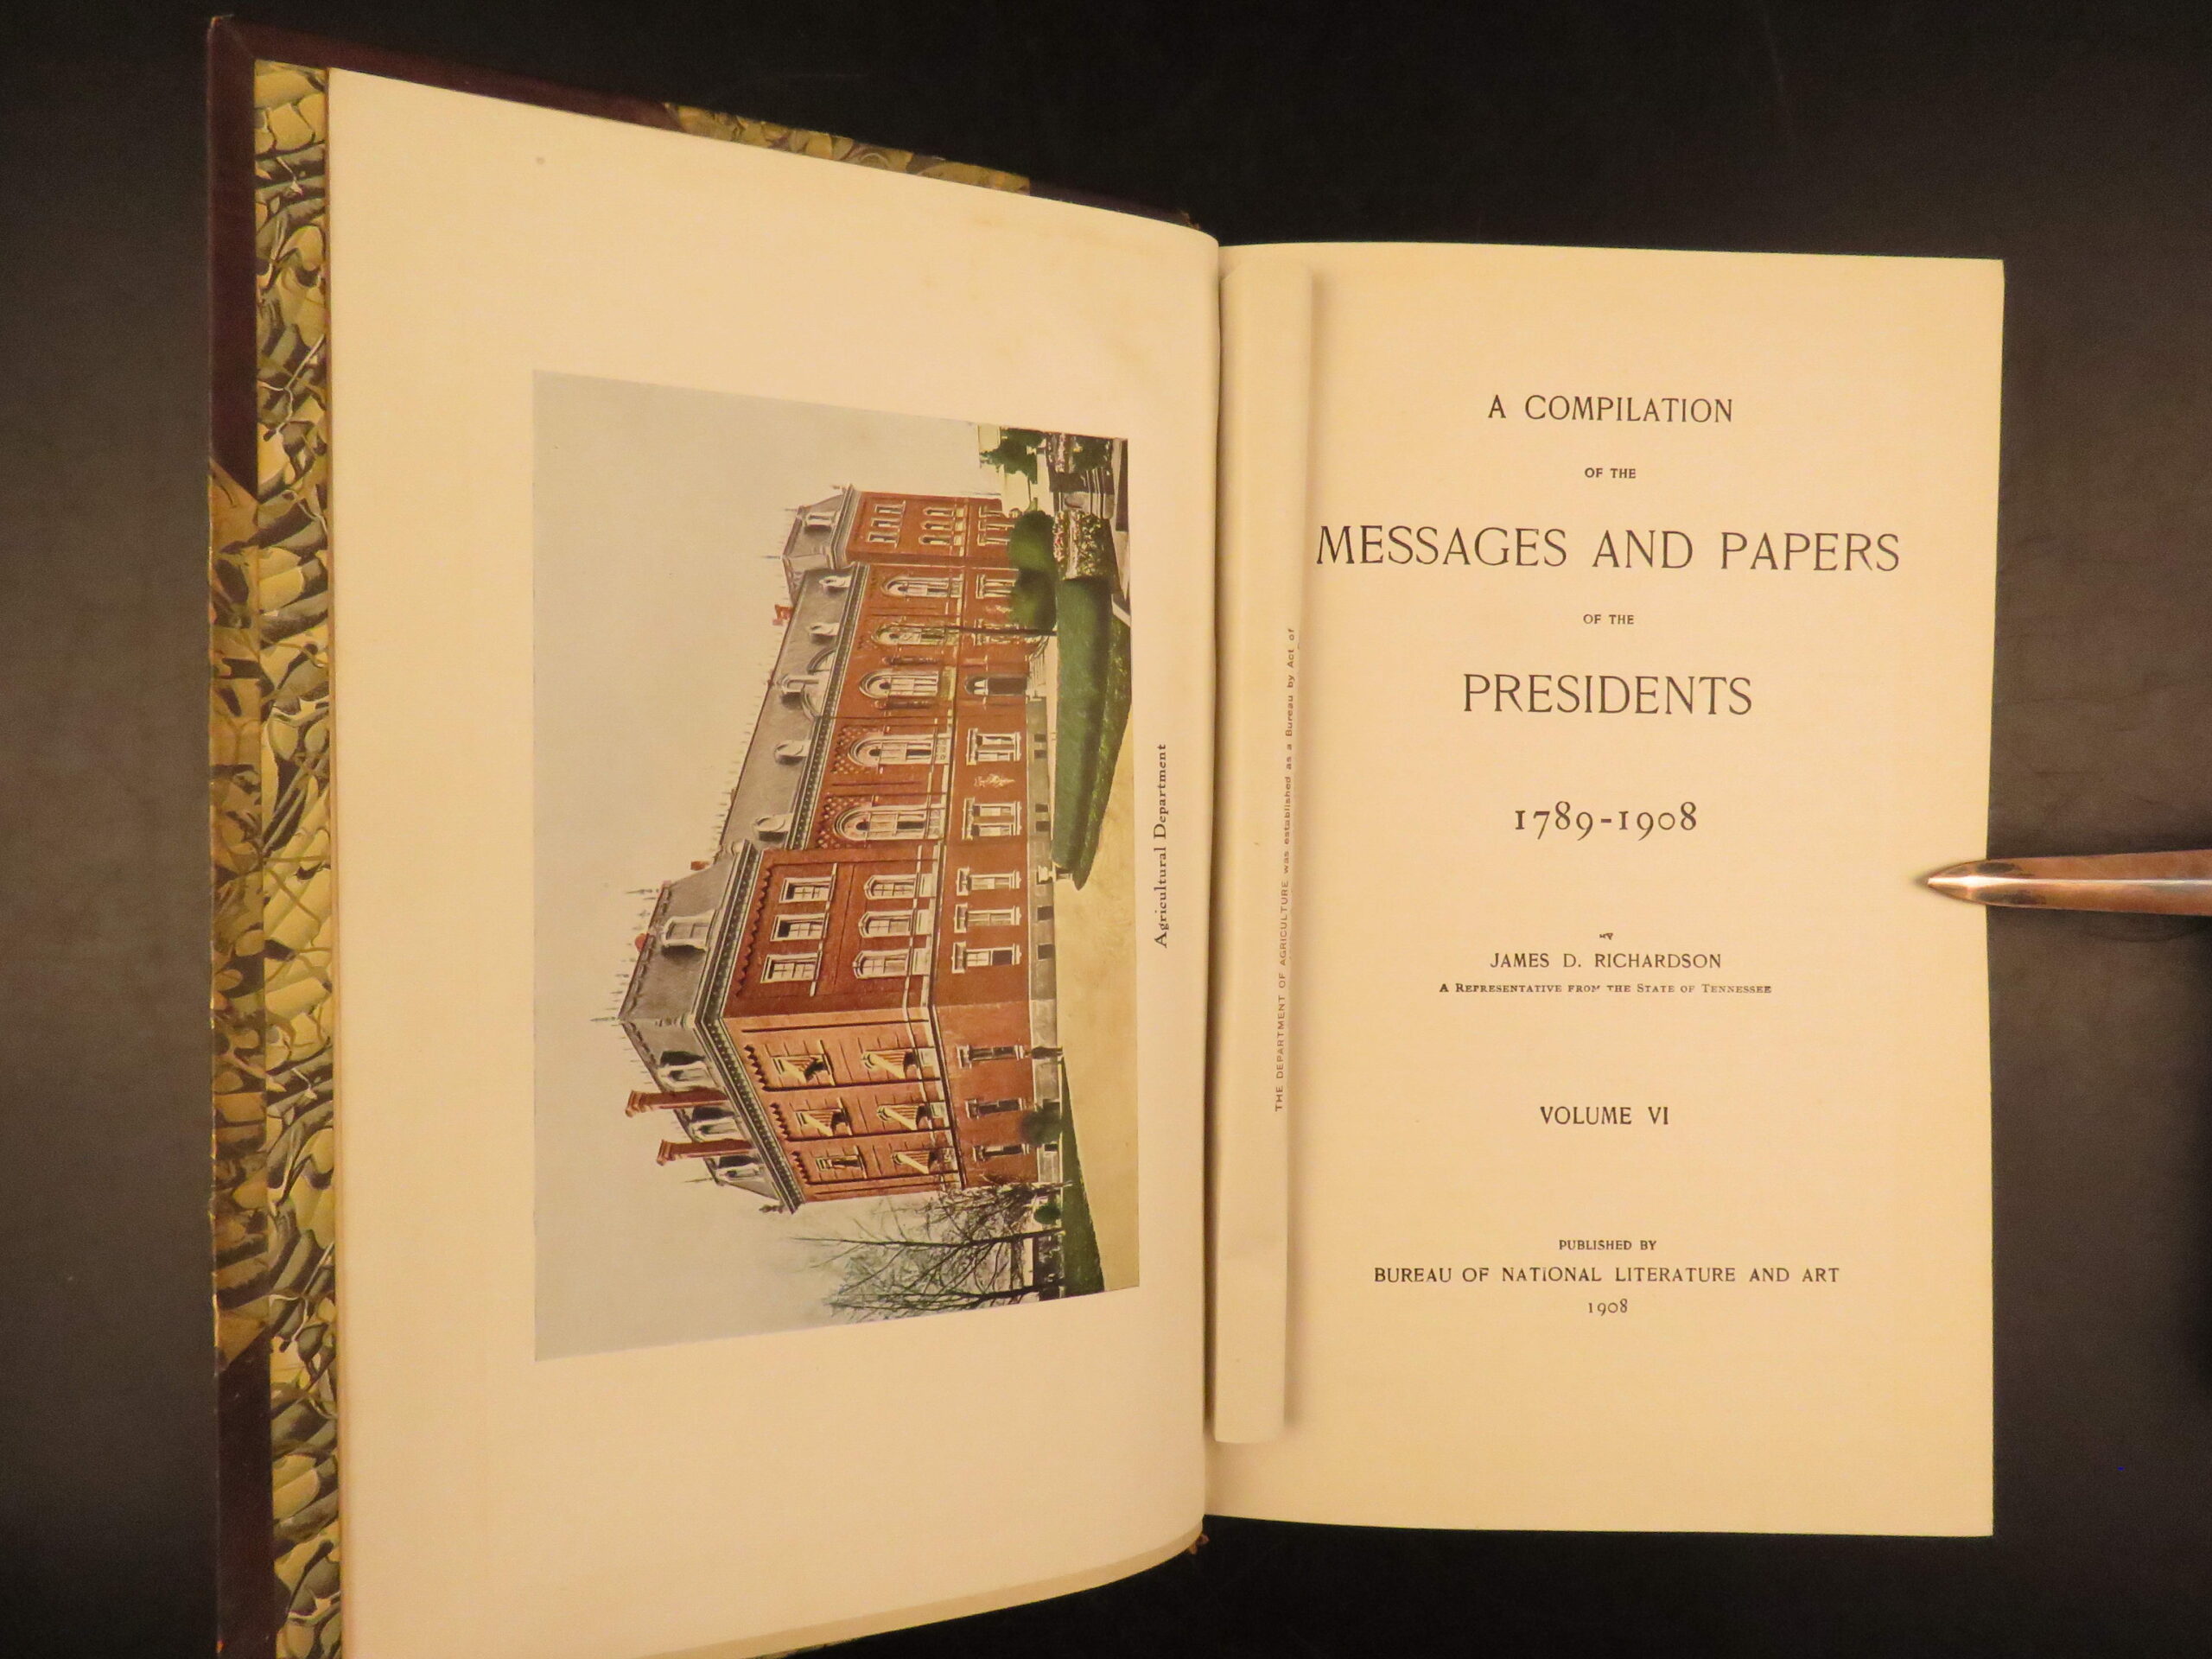 Agricultural Department
THE DEPARTMENT OF AGRICULTURE was established as a Bureau by Act of
A COMPILATION
OF THE
MESSAGES AND PAPERS
OF THE
PRESIDENTS
1789-1908
JAMES D. RICHARDSON
A REPRESENTATIVE FROM THE STATE OF TENNESSEE
VOLUME VI
PUBLISHED BY
BUREAU OF NATIONAL LITERATURE AND ART
1908